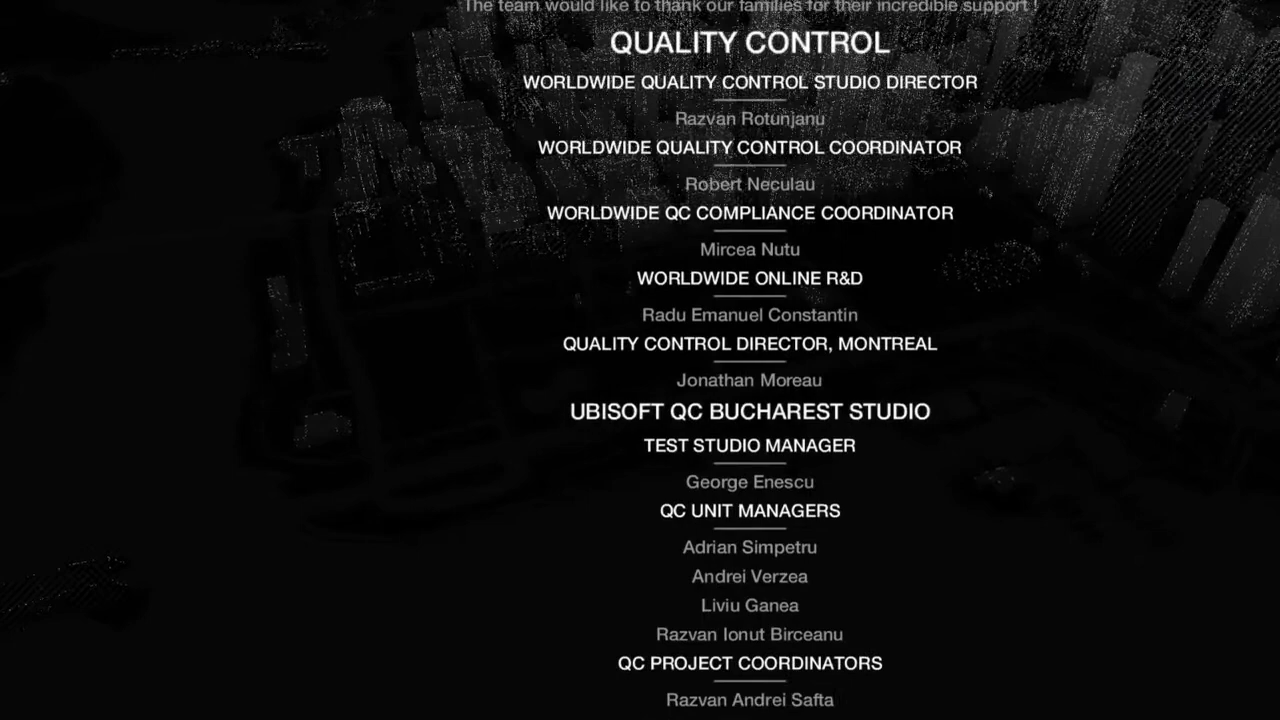 The team would like to thank our families for their incredible support !
QUALITY CONTROL
WORLDWIDE QUALITY CONTROL STUDIO DIRECTOR
Razvan Rotunjanu
WORLDWIDE QUALITY CONTROL COORDINATOR
Robert Neculau
WORLDWIDE QC COMPLIANCE COORDINATOR
Mircea Nutu
WORLDWIDE ONLINE R&D
Radu Emanuel Constantin
QUALITY CONTROL DIRECTOR, MONTREAL
Jonathan Moreau
UBISOFT QC BUCHAREST STUDIO
TEST STUDIO MANAGER
George Enescu
QC UNIT MANAGERS
Adrian Simpetru
Andrei Verzea
Liviu Ganea
Razvan Ionut Birceanu
QC PROJECT COORDINATORS
Razvan Andrei Safta